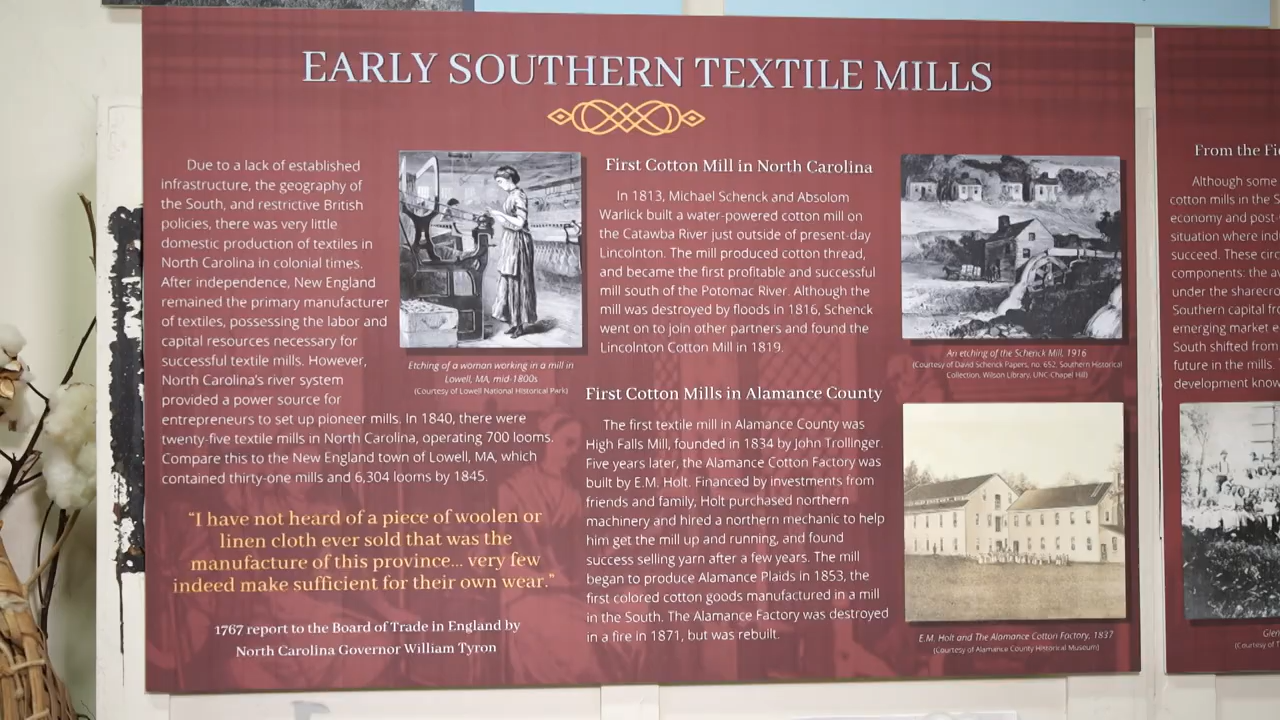 EARLY SOUTHERN TEXTILE MILLS
Due to a lack of established
infrastructure, the geography of
the South, and restrictive British
policies, there was very little
domestic production of textiles in
North Carolina in colonial times.
After independence, New England
remained the primary manufacturer
of textiles, possessing the labor and
capital resources necessary for
successful textile mills. However,
North Carolina's river system
provided a power source for
entrepreneurs to set up pioneer mills. In 1840, there were
twenty-five textile mills in North Carolina, operating 700 looms.
Compare this to the New England town of Lowell, MA, which
contained thirty-one mills and 6,304 looms by 1845.
"I have not heard of a piece of woolen or
linen cloth ever sold that was the
manufacture of this province... very few
indeed make sufficient for their own wear."
1767 report to the Board of Trade in England by
North Carolina Governor William Tyron
Etching of a woman working in a mill in
Lowell, MA, mid-1800s
(Courtesy of Lowell National Historical Park)
First Cotton Mill in North Carolina
In 1813, Michael Schenck and Absolom
Warlick built a water-powered cotton mill on
the Catawba River just outside of present-day
Lincolnton. The mill produced cotton thread,
and became the first profitable and successful
mill south of the Potomac River. Although the
mill was destroyed by floods in 1816, Schenck
went on to join other partners and found the
Lincolnton Cotton Mill in 1819.
First Cotton Mills in Alamance County
The first textile mill in Alamance County was
High Falls Mill, founded in 1834 by John Trollinger.
Five years later, the Alamance Cotton Factory was
built by E.M. Holt. Financed by investments from
friends and family, Holt purchased northern
machinery and hired a northern mechanic to help
him get the mill up and running, and found
success selling yarn after a few years. The mill
began to produce Alamance Plaids in 1853, the
first colored cotton goods manufactured in a mill
in the South. The Alamance Factory was destroyed
in a fire in 1871, but was rebuilt.
An etching of the Schenck Mill, 1916
(Courtesy of David Schenck Papers, no. 652, Southern Historical
Collection, Wilson Library, UNC-Chapel Hill)
E.M. Holt and The Alamance Cotton Factory, 1837
(Courtesy of Alamance County Historical Museum)
From the
Although some
cotton mills in the
economy and post
situation where
succeed. These
components: the
under the
Southern capital
emerging market
South shifted from
future in the mills.
development
(Courtesy of